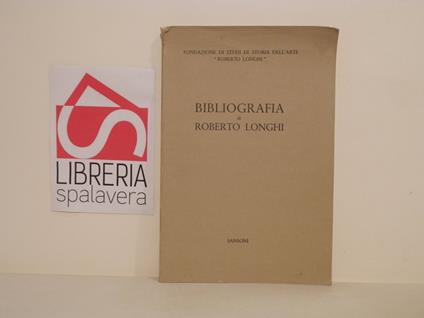 FONDAZIONE DI STUDI DI STORIA DELL'ARTE
"ROBERTO LONGHI"
BIBLIOGRAFIA
di
ROBERTO LONGHI
SANSONI
LIBRERIA
spalavera